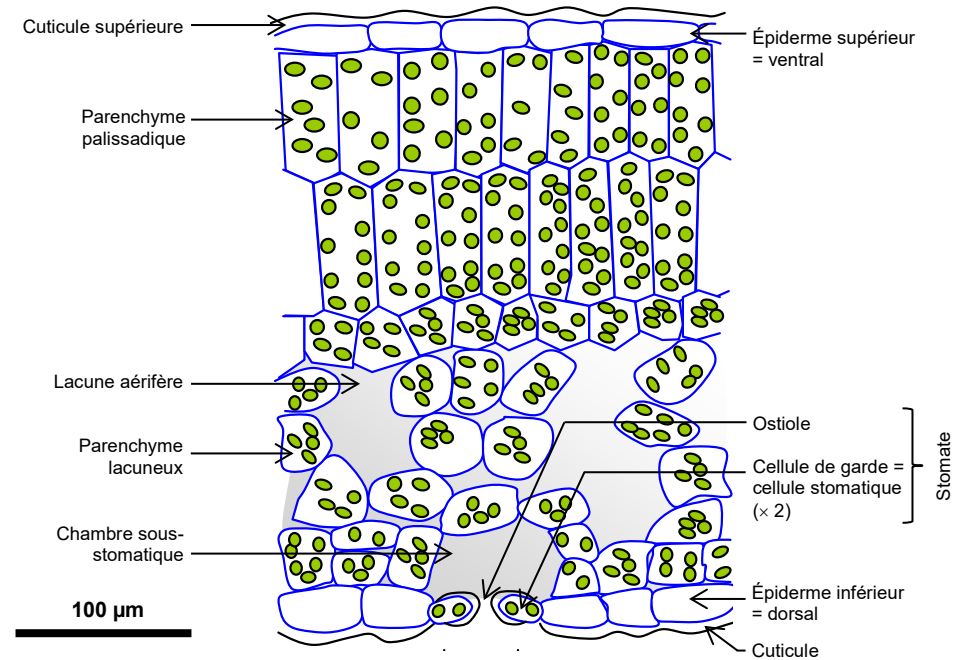 Cuticule supérieure
Épiderme supérieur
= ventral
Parenchyme
palissadique
Lacune aérifère
Parenchyme
lacuneux
Ostiole
Cellule de garde =
cellule stomatique
(× 2)
Stomate
Chambre sous-
stomatique
Épiderme inférieur
= dorsal
100 µm
Cuticule